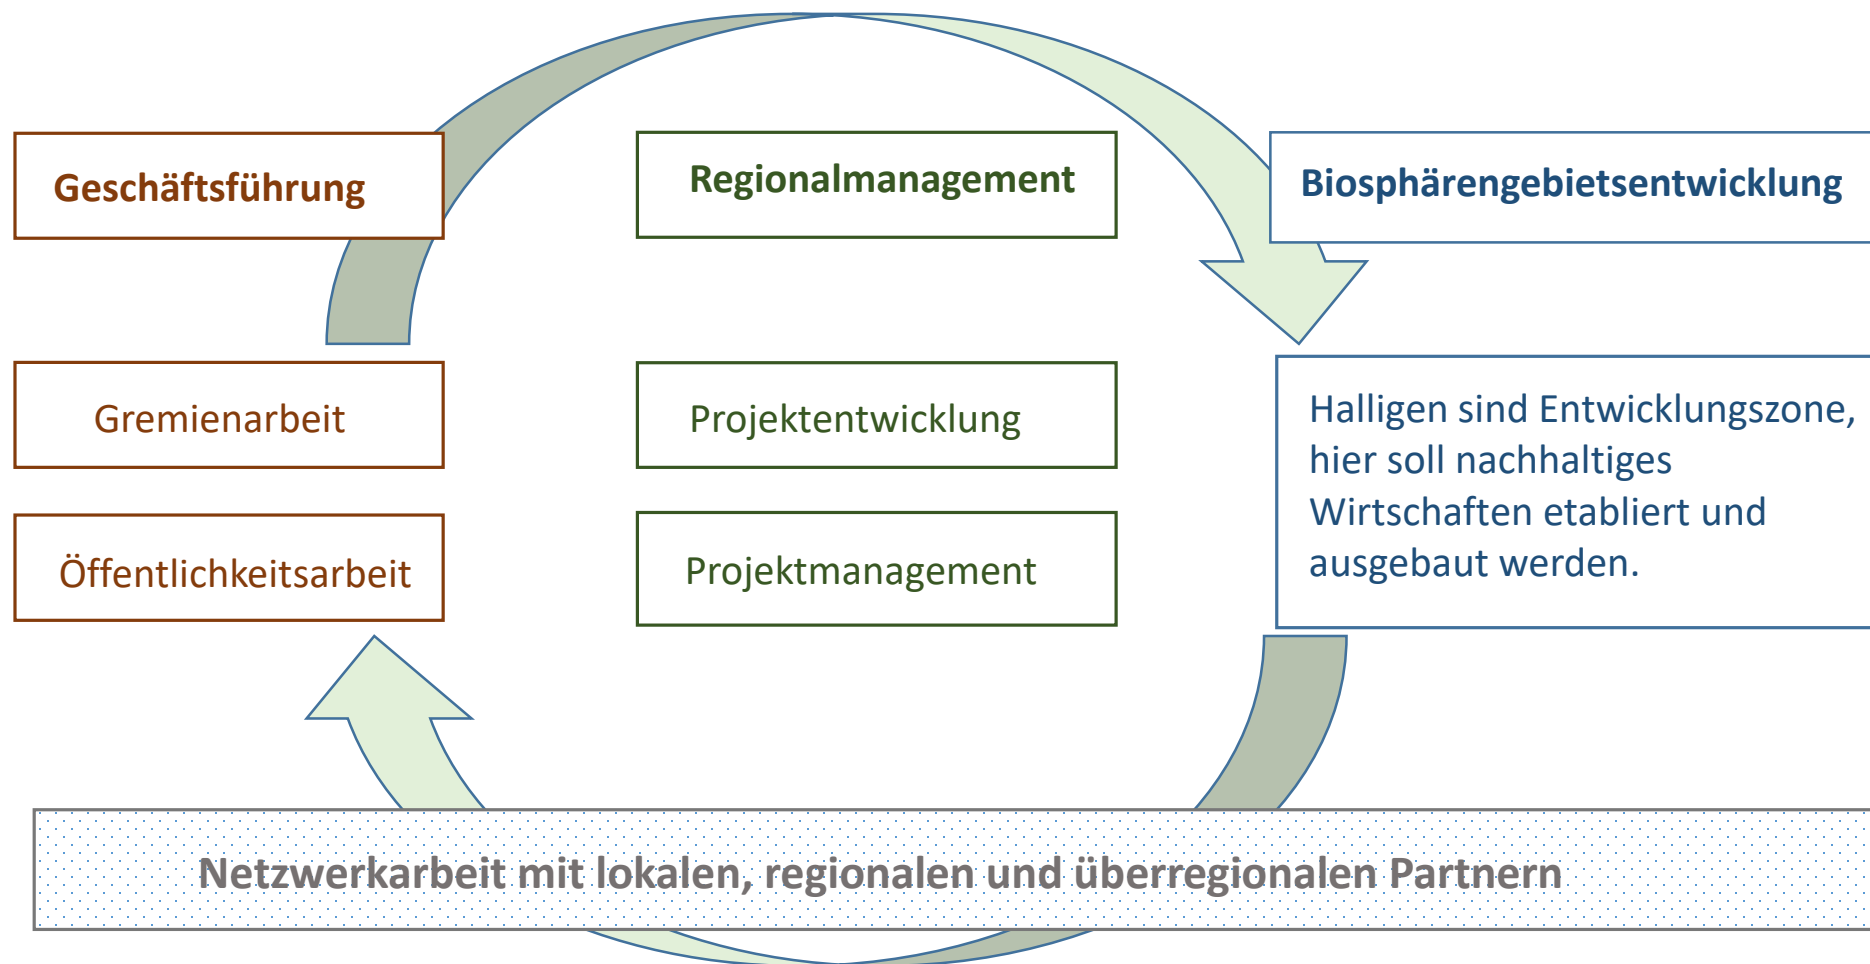 Geschäftsführung
Regionalmanagement
Biosphärengebietsentwicklung
Gremienarbeit
Projektentwicklung
Halligen sind Entwicklungszone,
hier soll nachhaltiges
Wirtschaften etabliert und
ausgebaut werden.
Öffentlichkeitsarbeit
Projektmanagement
Netzwerkarbeit mit lokalen, regionalen und überregionalen Partnern